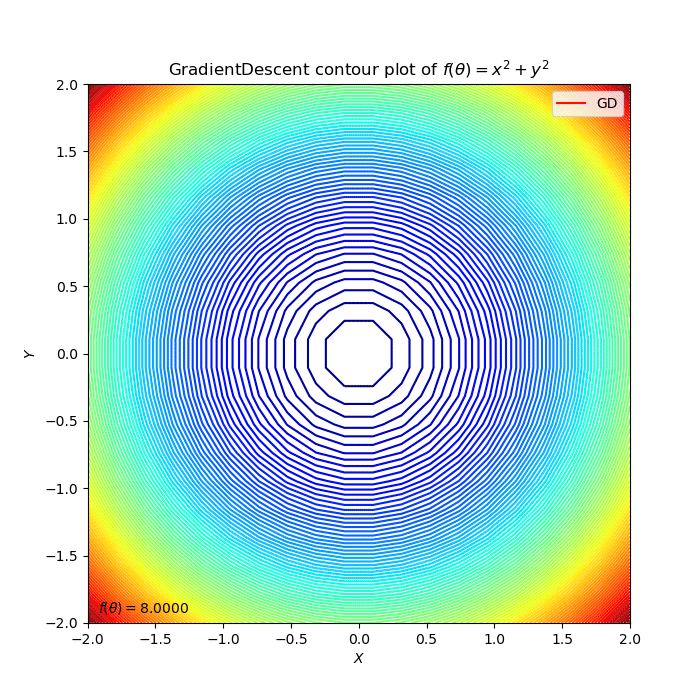 GradientDescent contour plot of f(θ) = x² + y²
GD
2.0
1.5
1.0
0.5
0.0
−0.5
−1.0
−1.5
−2.0
Y
f(θ) = 8.0000
−2.0 −1.5 −1.0 −0.5 0.0 0.5 1.0 1.5 2.0
X